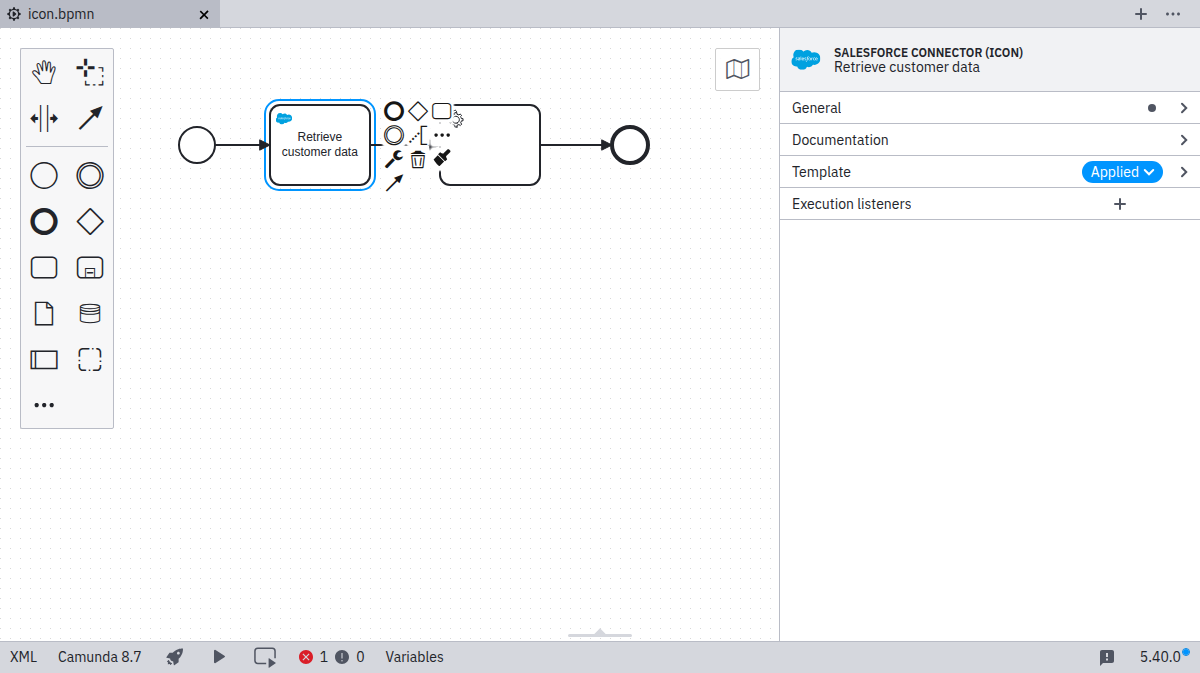 icon.bpmn
SALESFORCE CONNECTOR (ICON)
Retrieve customer data
General
Documentation
Template
Applied
Execution listeners
Retrieve
customer data
XML
Camunda 8.7
1
0
Variables
5.40.0